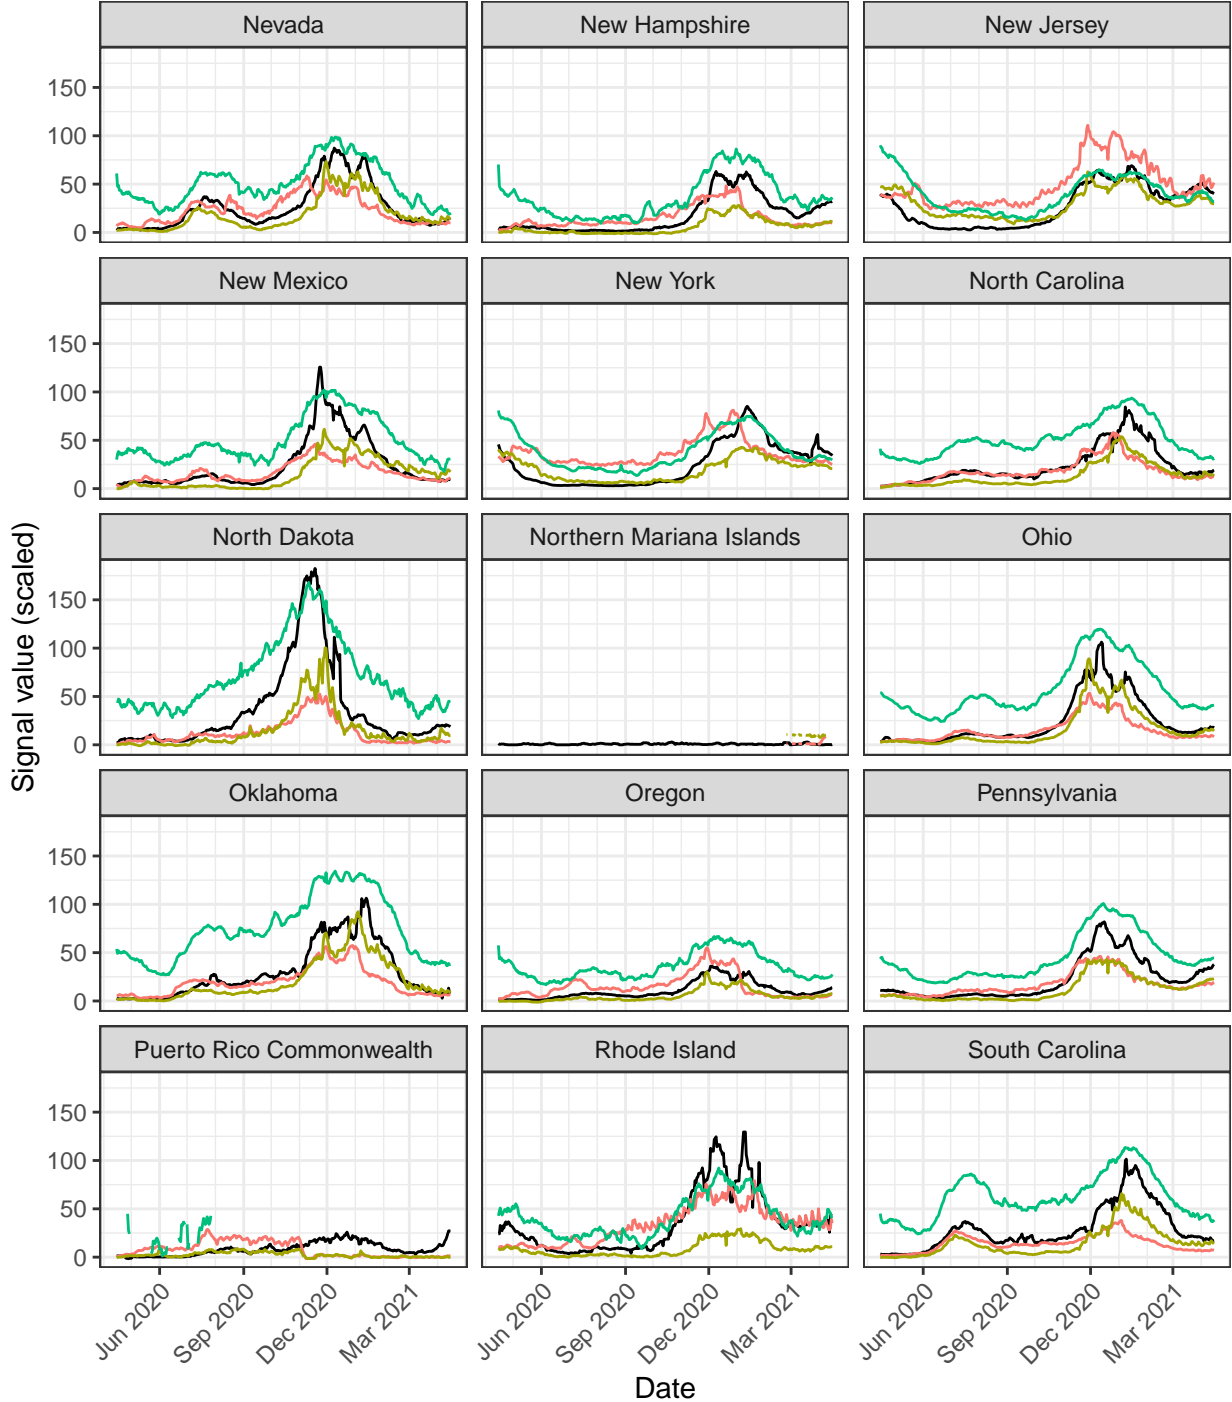 Nevada
New Hampshire
New Jersey
150
100
50
0
New Mexico
New York
North Carolina
150
100
50
0
North Dakota
Northern Mariana Islands
Ohio
150
100
50
0
Signal value (scaled)
Oklahoma
Oregon
Pennsylvania
150
100
50
0
Puerto Rico Commonwealth
Rhode Island
South Carolina
150
100
50
0
Jun 2020
Sep 2020
Dec 2020
Mar 2021
Jun 2020
Sep 2020
Dec 2020
Mar 2021
Jun 2020
Sep 2020
Dec 2020
Mar 2021
Date